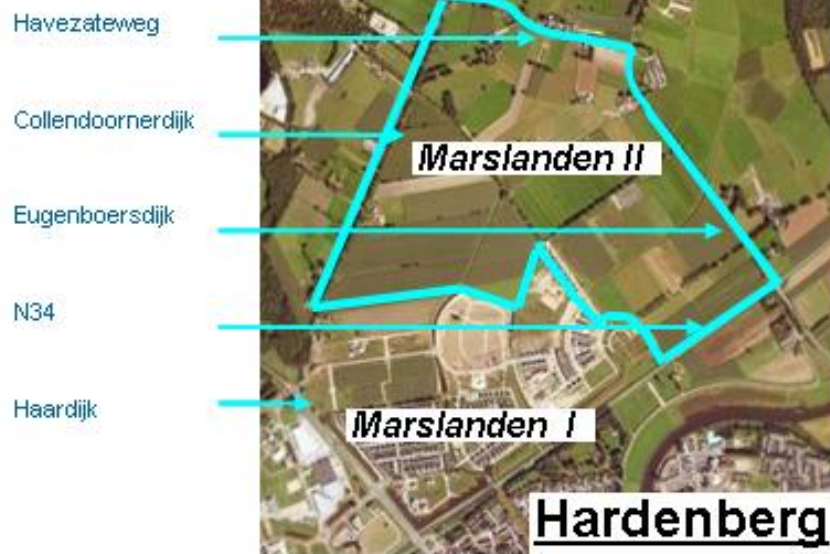 Havezateweg
Collendoornerdijk
Marslanden II
Eugenboersdijk
N34
Haardijk
Marslanden I
Hardenberg